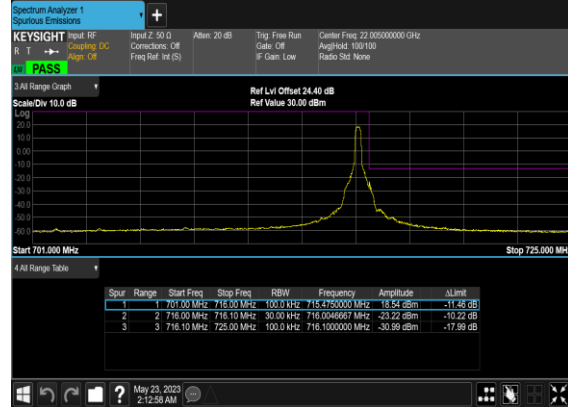 Spectrum Analyzer 1
Spurious Emissions
+
KEYSIGHT Input: RF Input Z: 50 Ω Atten: 20 dB Trig: Free Run Center Freq: 22.005000000 GHz
R T Coupling: DC Corrections: Off Gate: Off Avg|Hold: 100/100
Align: Off Freq Ref: Int (S) IF Gain: Low Radio Std: None
PASS
3 All Range Graph
Ref Lvl Offset 24.40 dB
Scale/Div 10.0 dB Ref Value 30.00 dBm
Log
20.0
10.0
0.00
-10.0
-20.0
-30.0
-40.0
-50.0
-60.0
Start 701.000 MHz Stop 725.000 MH
4 All Range Table
Spur Range Start Freq Stop Freq RBW Frequency Amplitude ΔLimit
1 1 701.00 MHz 716.00 MHz 100.0 kHz 715.4750000 MHz 18.54 dBm -11.46 dB
2 2 716.00 MHz 716.10 MHz 30.00 kHz 716.0046667 MHz -23.22 dBm -10.22 dB
3 3 716.10 MHz 725.00 MHz 100.0 kHz 716.1000000 MHz -30.99 dBm -17.99 dB
? May 23, 2023
2:12:58 AM